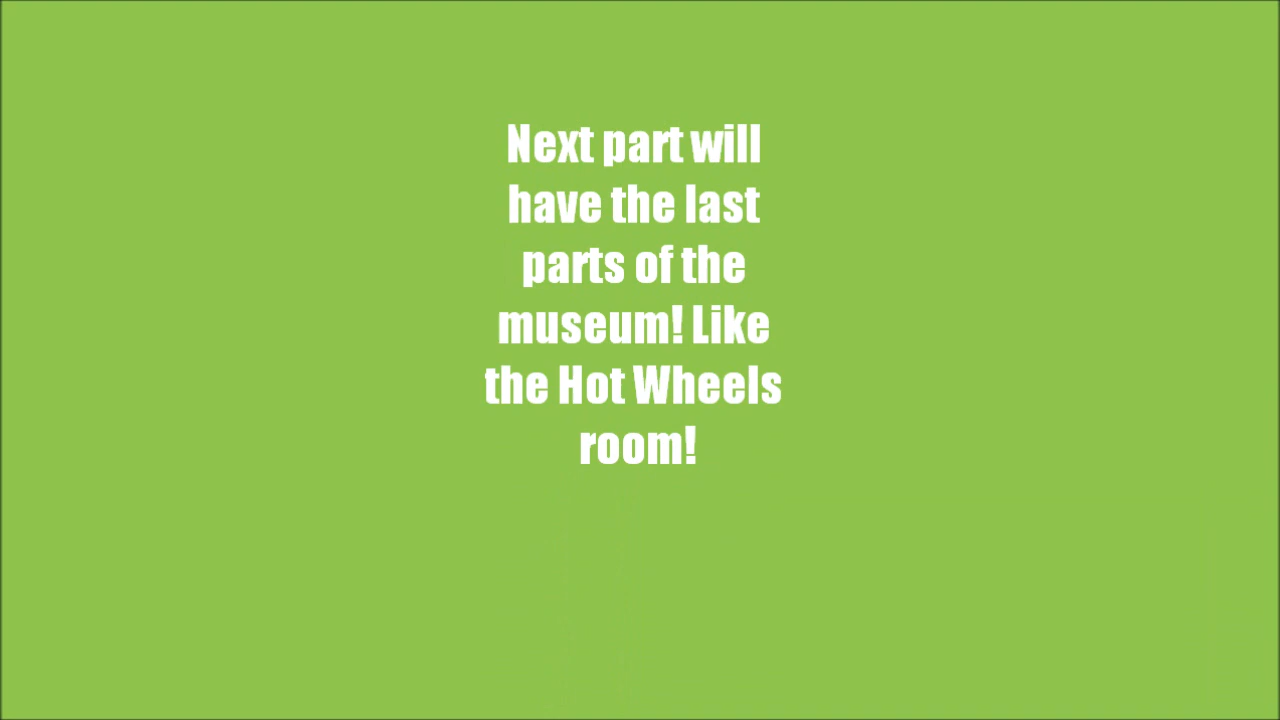 Next part will
have the last
parts of the
museum! Like
the Hot Wheels
room!